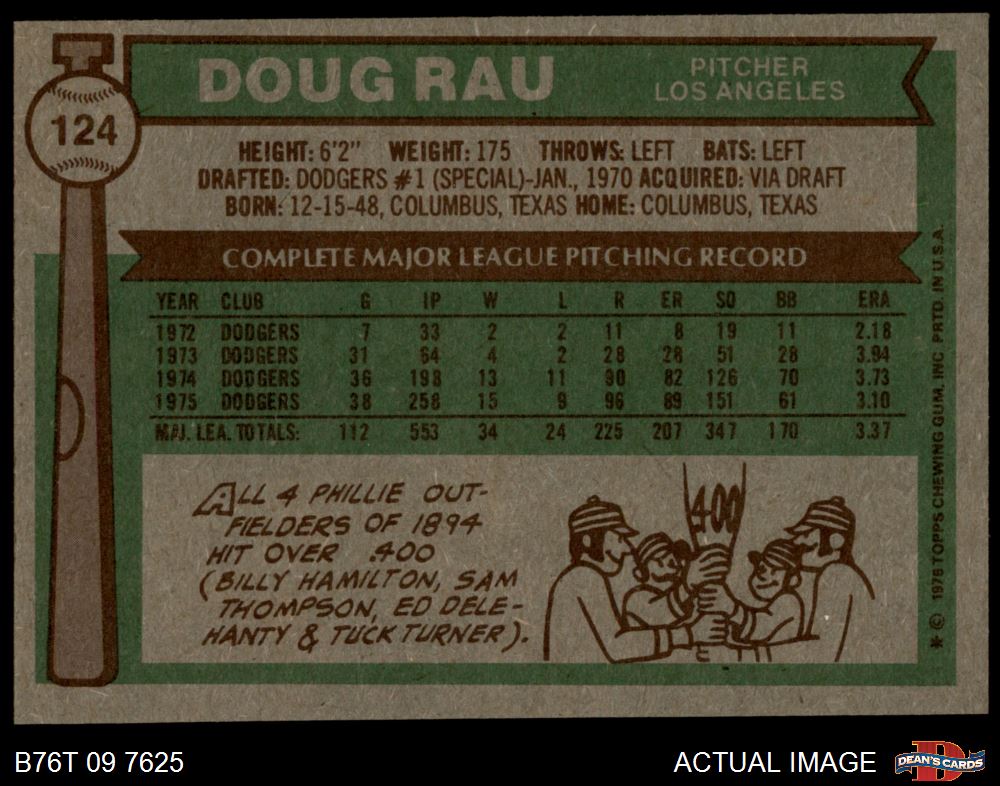 124
DOUG RAU
PITCHER
LOS ANGELES
HEIGHT: 6'2" WEIGHT: 175 THROWS: LEFT BATS: LEFT
DRAFTED: DODGERS #1 (SPECIAL)-JAN., 1970 ACQUIRED: VIA DRAFT
BORN: 12-15-48, COLUMBUS, TEXAS HOME: COLUMBUS, TEXAS
COMPLETE MAJOR LEAGUE PITCHING RECORD
YEAR CLUB G IP W L R ER SO BB ERA
1972 DODGERS 7 33 2 2 11 8 19 11 2.18
1973 DODGERS 31 64 4 2 28 28 51 28 3.94
1974 DODGERS 36 198 13 11 90 82 126 70 3.73
1975 DODGERS 38 258 15 9 96 89 151 61 3.10
MAJ. LEA. TOTALS: 112 553 34 24 225 207 347 170 3.37
ALL 4 PHILLIE OUT-
FIELDERS OF 1894
HIT OVER .400
(BILLY HAMILTON, SAM
THOMPSON, ED DELE-
HANTY & TUCK TURNER).
.400
* © 1976 TOPPS CHEWING GUM, INC PRTD. IN U.S.A.
B76T 09 7625
ACTUAL IMAGE
D
DEAN'S CARDS